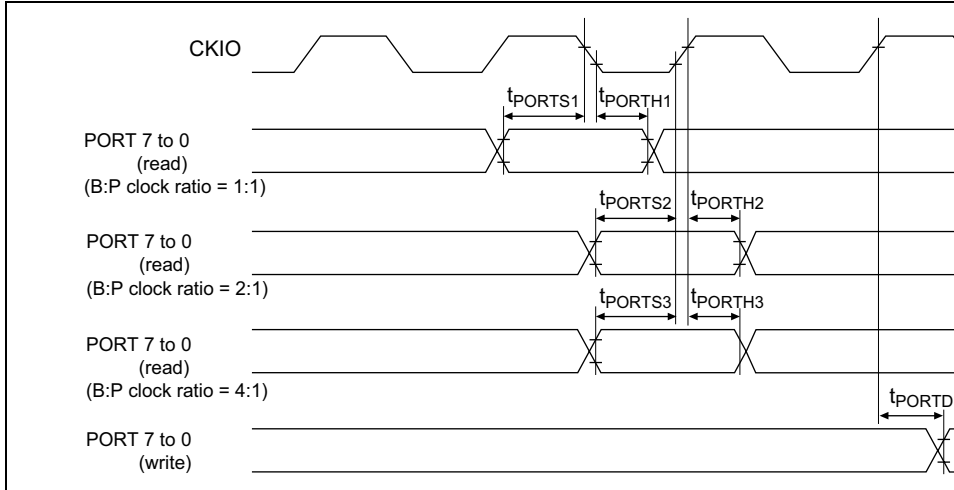 CKIO
tPORTS1 tPORTH1
PORT 7 to 0
(read)
(B:P clock ratio = 1:1)
tPORTS2 tPORTH2
PORT 7 to 0
(read)
(B:P clock ratio = 2:1)
tPORTS3 tPORTH3
PORT 7 to 0
(read)
(B:P clock ratio = 4:1)
tPORTD
PORT 7 to 0
(write)